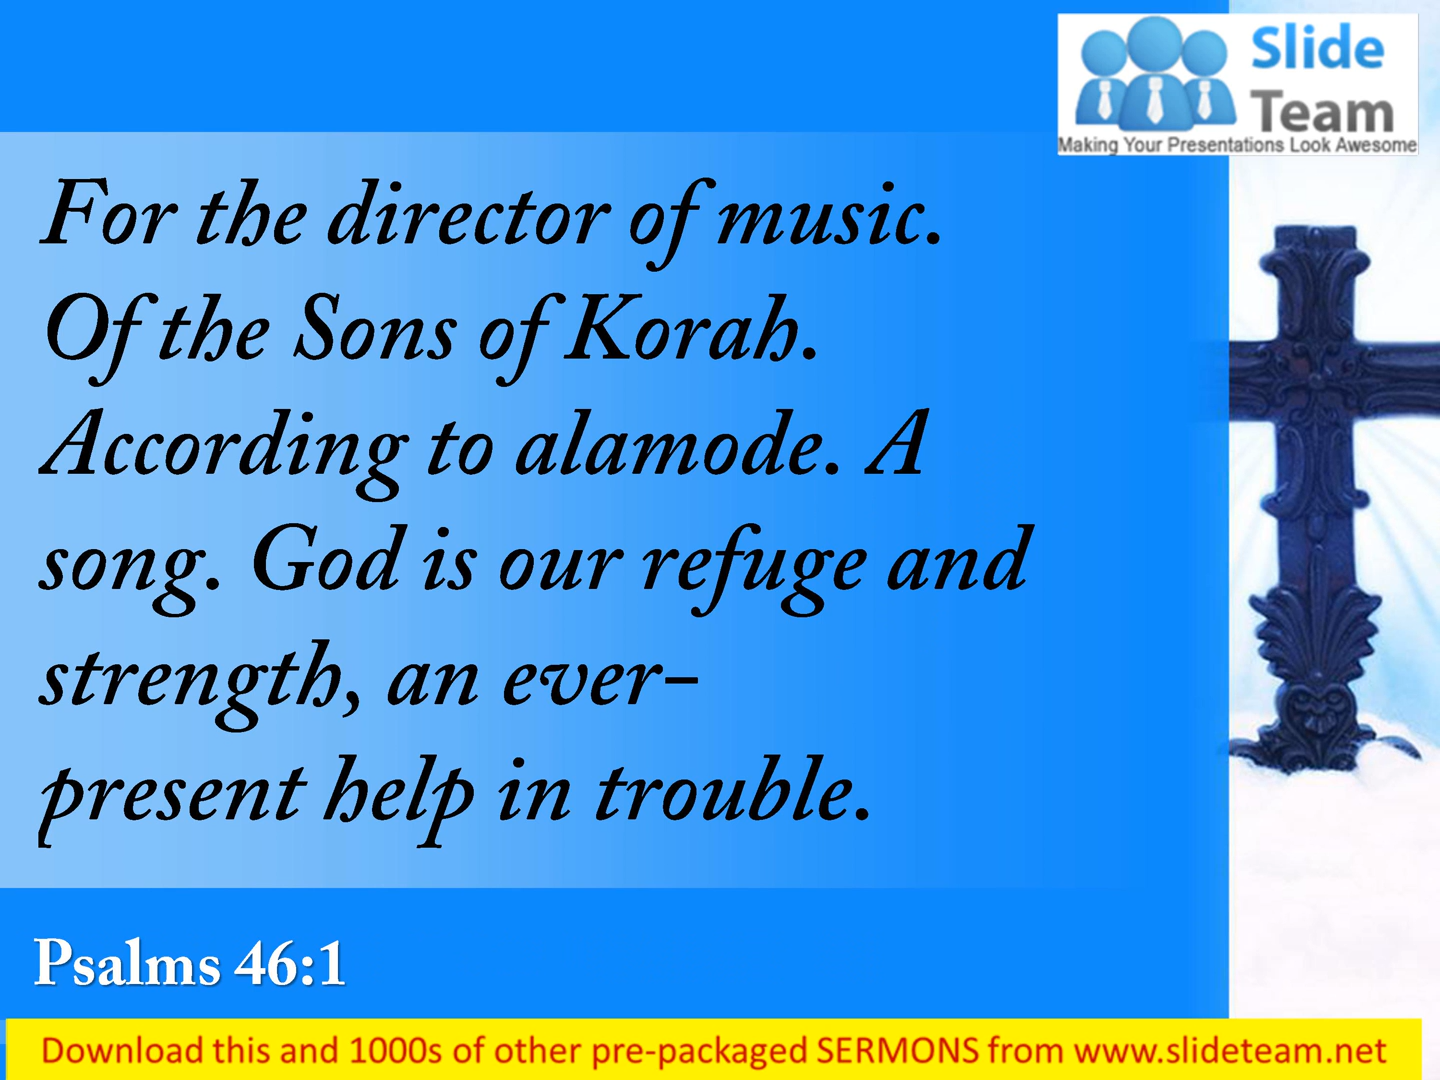 Slide
Team
Making Your Presentations Look Awesome
For the director of music.
Of the Sons of Korah.
According to alamode. A
song. God is our refuge and
strength, an ever-
present help in trouble.
Psalms 46:1
Download this and 1000s of other pre-packaged SERMONS from www.slideteam.net